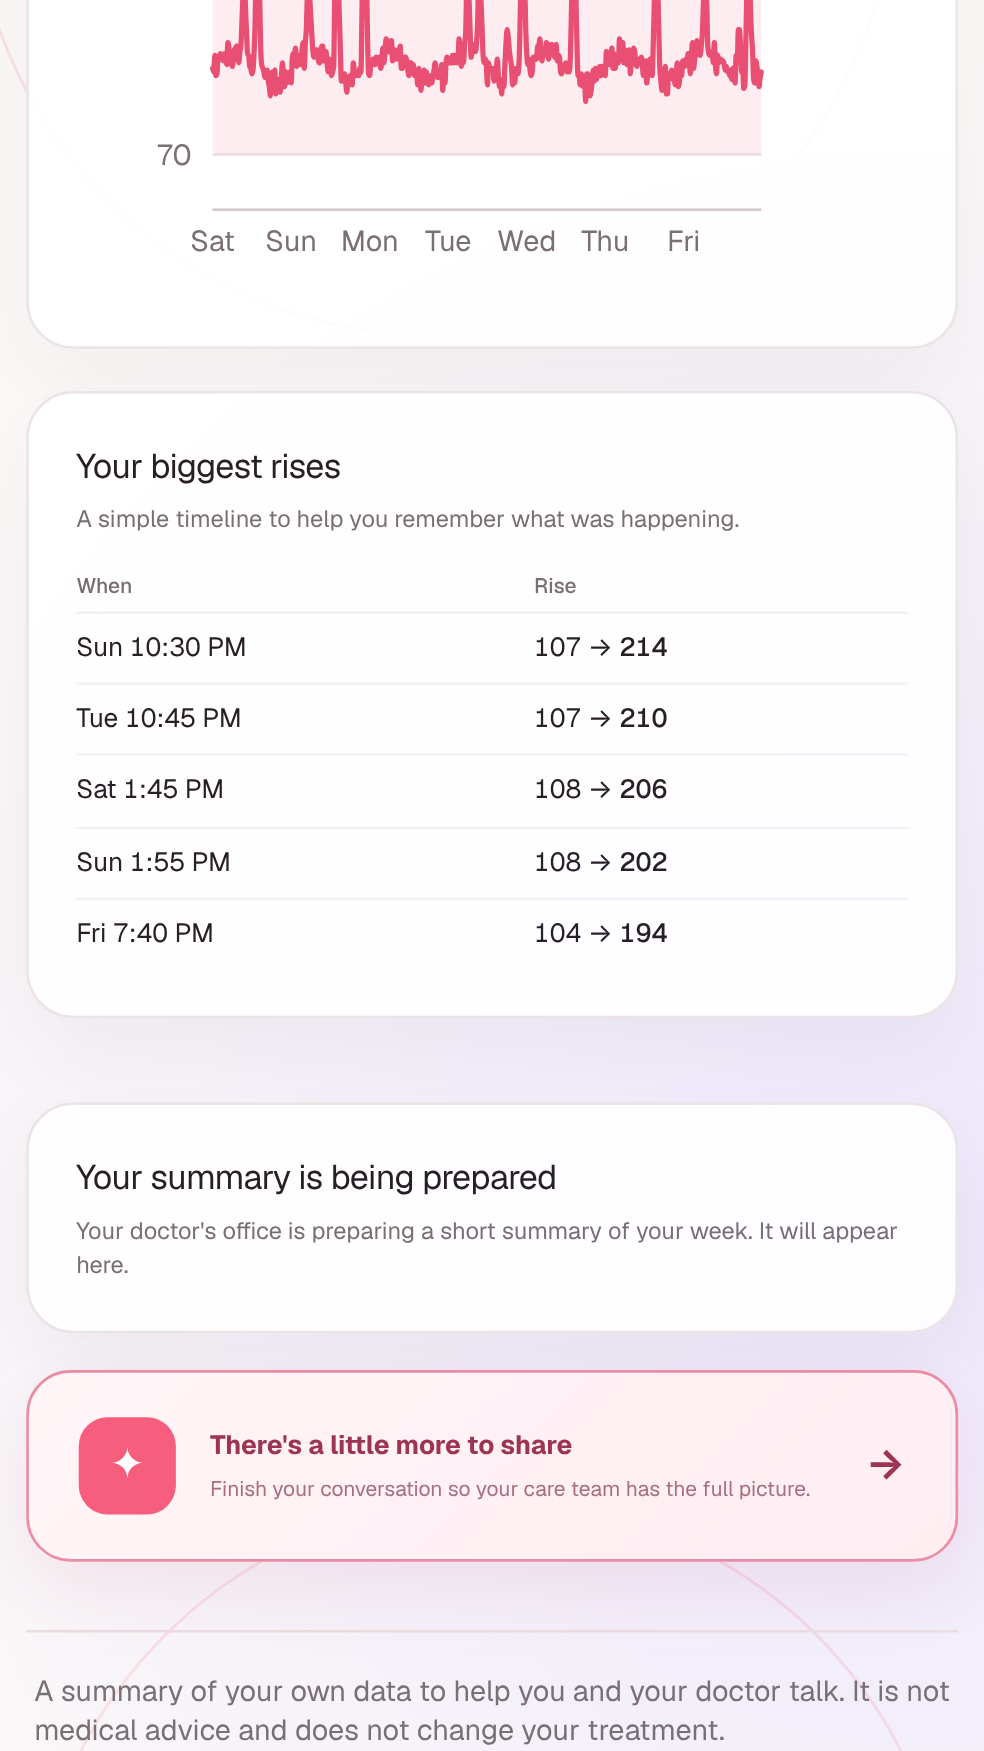 70
Sat Sun Mon Tue Wed Thu Fri
Your biggest rises
A simple timeline to help you remember what was happening.
When Rise
Sun 10:30 PM 107 → 214
Tue 10:45 PM 107 → 210
Sat 1:45 PM 108 → 206
Sun 1:55 PM 108 → 202
Fri 7:40 PM 104 → 194
Your summary is being prepared
Your doctor's office is preparing a short summary of your week. It will appear
here.
There's a little more to share
Finish your conversation so your care team has the full picture.
A summary of your own data to help you and your doctor talk. It is not
medical advice and does not change your treatment.